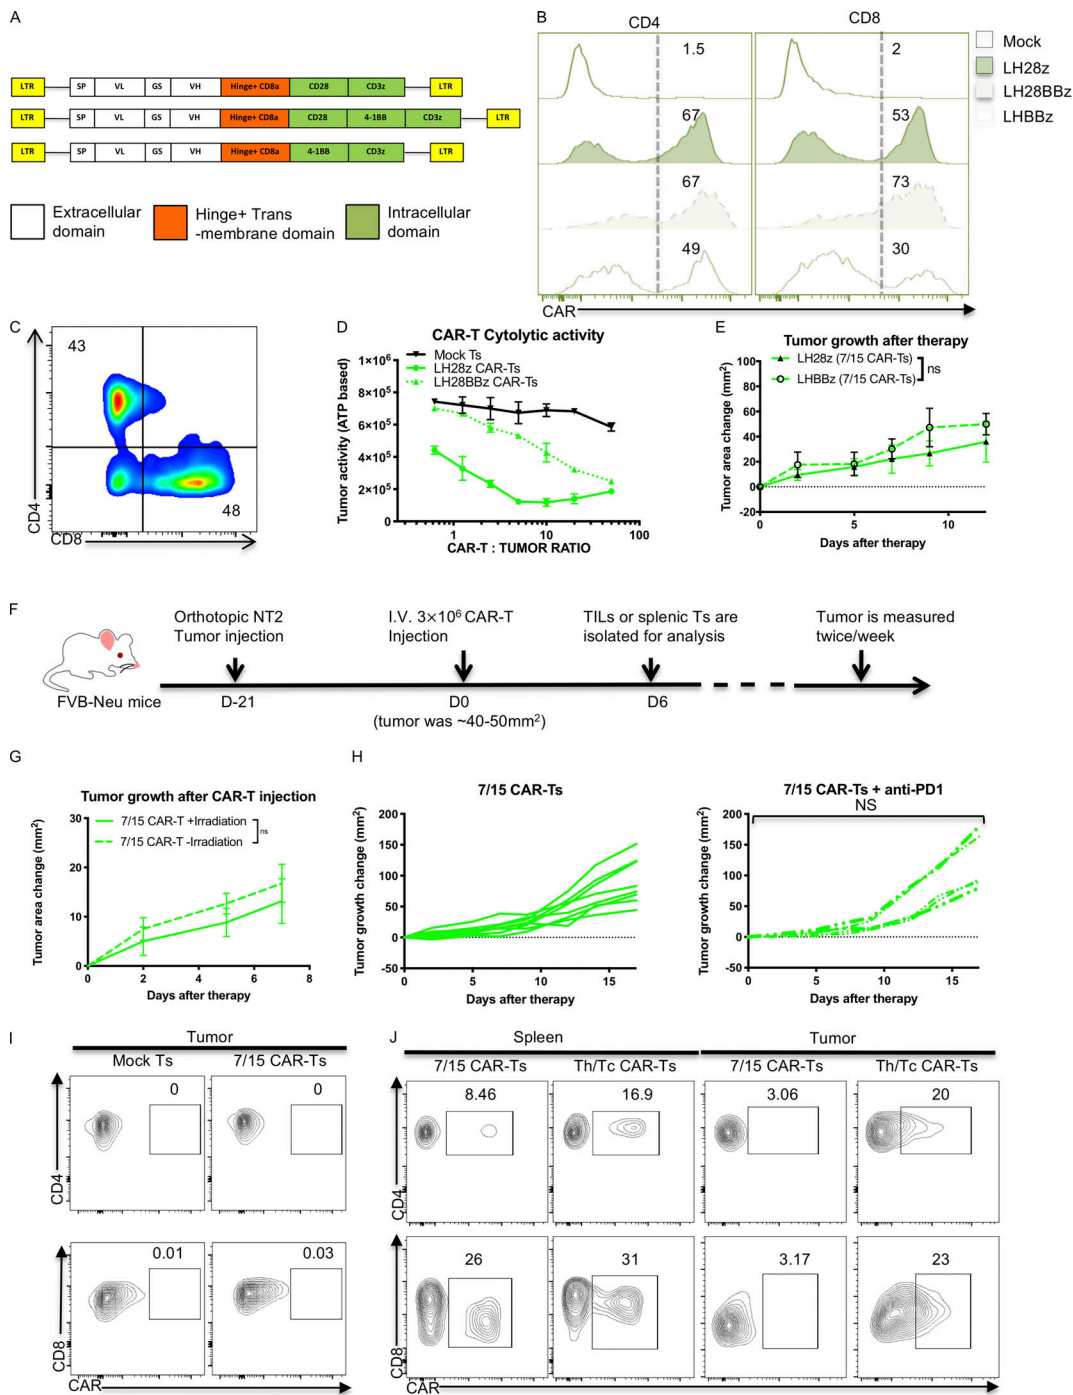 A
LTR SP VL GS VH Hinge+ CD8a CD28 CD3z LTR
LTR SP VL GS VH Hinge+ CD8a CD28 4-1BB CD3z LTR
LTR SP VL GS VH Hinge+ CD8a 4-1BB CD3z LTR
Extracellular domain
Hinge+ Trans -membrane domain
Intracellular domain
B
CD4 CD8
1.5 2
67 53
67 73
49 30
CAR
Mock
LH28z
LH28BBz
LHBBz
C
43
48
CD4
CD8
D
CAR-T Cytolytic activity
Mock Ts
LH28z CAR-Ts
LH28BBz CAR-Ts
Tumor activity (ATP based)
1×10⁶
8×10⁵
6×10⁵
4×10⁵
2×10⁵
0
1 10 100
CAR-T : TUMOR RATIO
E
Tumor growth after therapy
LH28z (7/15 CAR-Ts)
LHBBz (7/15 CAR-Ts)
ns
Tumor area change (mm²)
100
80
60
40
20
0
-20
0 5 10
Days after therapy
F
Orthotopic NT2
Tumor injection
I.V. 3×10⁶ CAR-T
Injection
TILs or splenic Ts are
isolated for analysis
Tumor is measured
twice/week
FVB-Neu mice
D-21 D0 D6
(tumor was ~40-50mm²)
G
Tumor growth after CAR-T injection
7/15 CAR-T +Irradiation
7/15 CAR-T -Irradiation
ns
Tumor area change (mm²)
30
20
10
0
0 2 4 6 8
Days after therapy
H
7/15 CAR-Ts
Tumor growth change (mm²)
200
150
100
50
0
-50
0 5 10 15
Days after therapy
7/15 CAR-Ts + anti-PD1
NS
Tumor growth change (mm²)
200
150
100
50
0
-50
0 5 10 15
Days after therapy
I
Tumor
Mock Ts 7/15 CAR-Ts
0 0
CD4
0.01 0.03
CD8
CAR
J
Spleen Tumor
7/15 CAR-Ts Th/Tc CAR-Ts 7/15 CAR-Ts Th/Tc CAR-Ts
8.46 16.9 3.06 20
CD4
26 31 3.17 23
CD8
CAR